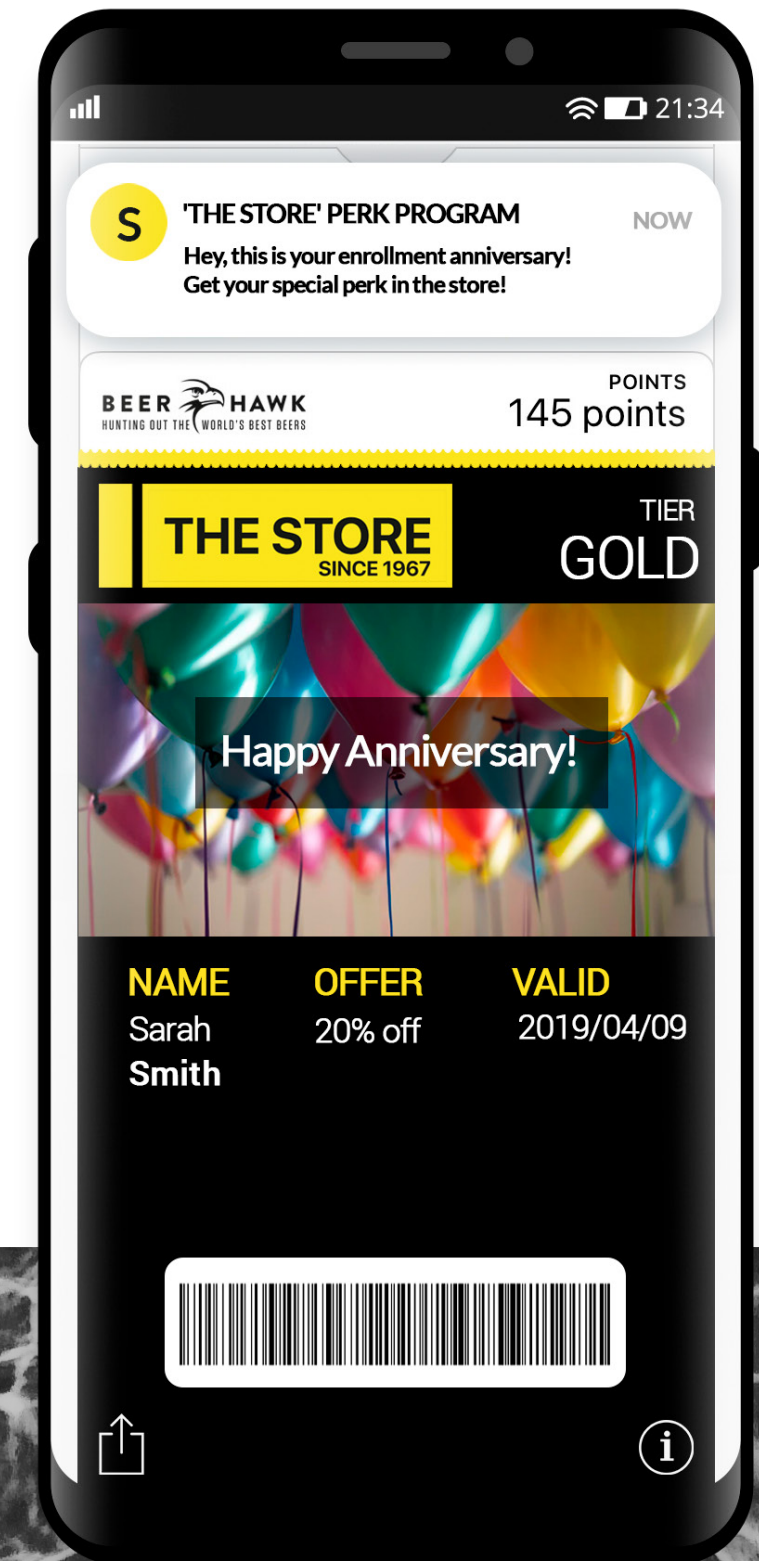 21:34
S
'THE STORE' PERK PROGRAM
NOW
Hey, this is your enrollment anniversary!
Get your special perk in the store!
BEER HAWK
HUNTING OUT THE WORLD'S BEST BEERS
POINTS
145 points
THE STORE
SINCE 1967
TIER
GOLD
Happy Anniversary!
NAME OFFER VALID
Sarah 20% off 2019/04/09
Smith
i